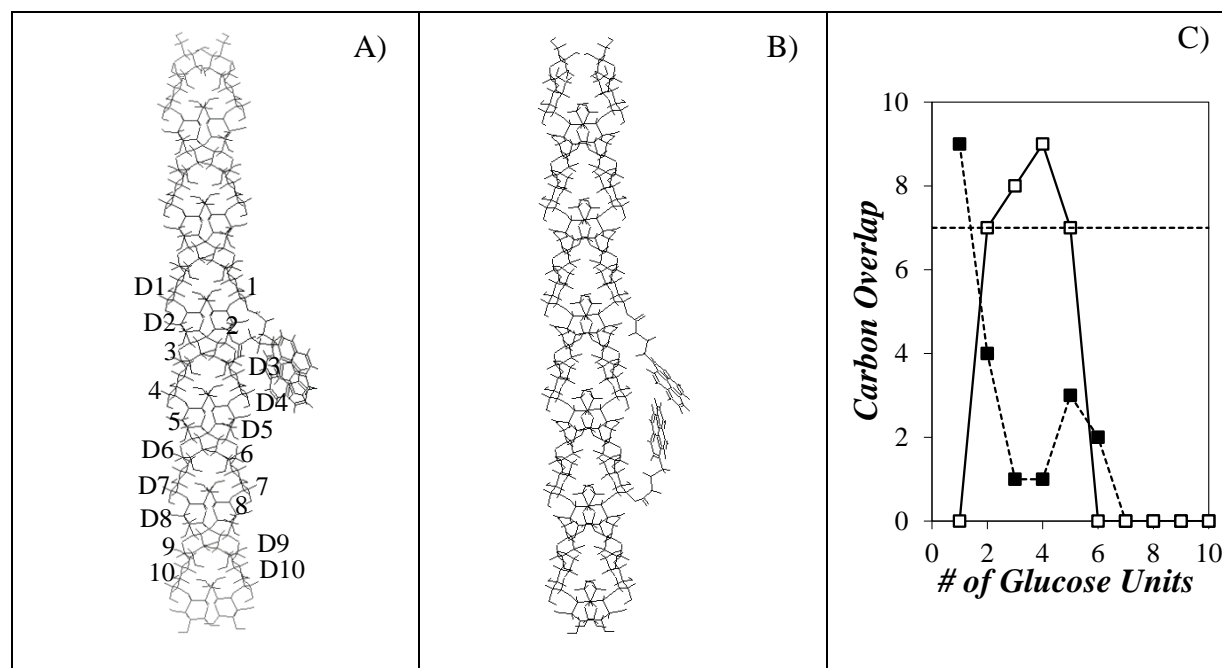 A)
D1 1
D2 2
3 D3
4 D4
5 D5
D6 6
D7 7
D8 8
9 D9
10 D10
B)
C)
10
8
6
4
2
0
0 2 4 6 8 10
Carbon Overlap
# of Glucose Units